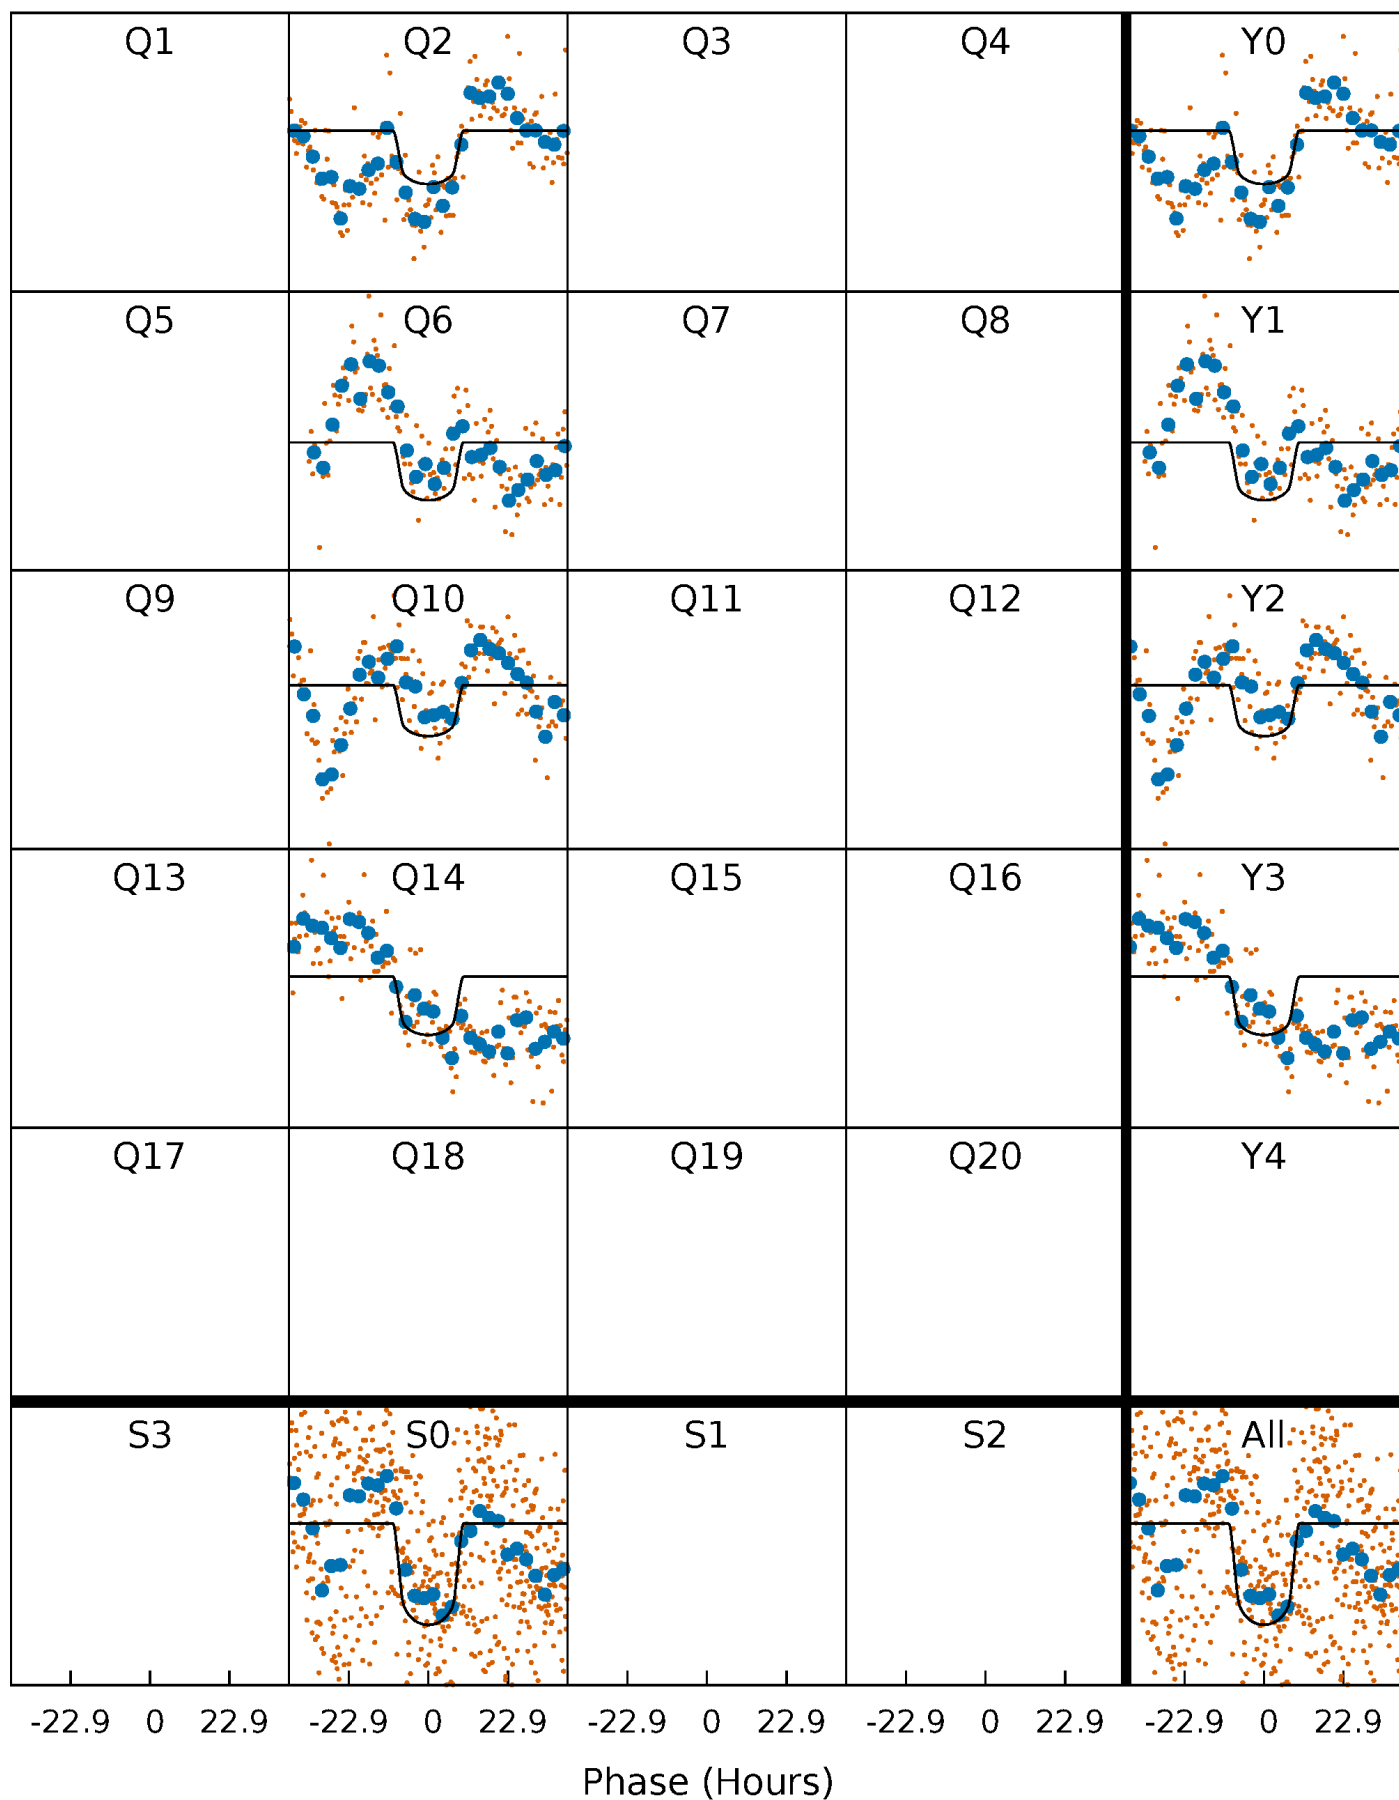 Q1 Q2 Q3 Q4 Y0
Q5 Q6 Q7 Q8 Y1
Q9 Q10 Q11 Q12 Y2
Q13 Q14 Q15 Q16 Y3
Q17 Q18 Q19 Q20 Y4
S3 S0 S1 S2 All
-22.9 0 22.9 -22.9 0 22.9 -22.9 0 22.9 -22.9 0 22.9 -22.9 0 22.9
Phase (Hours)